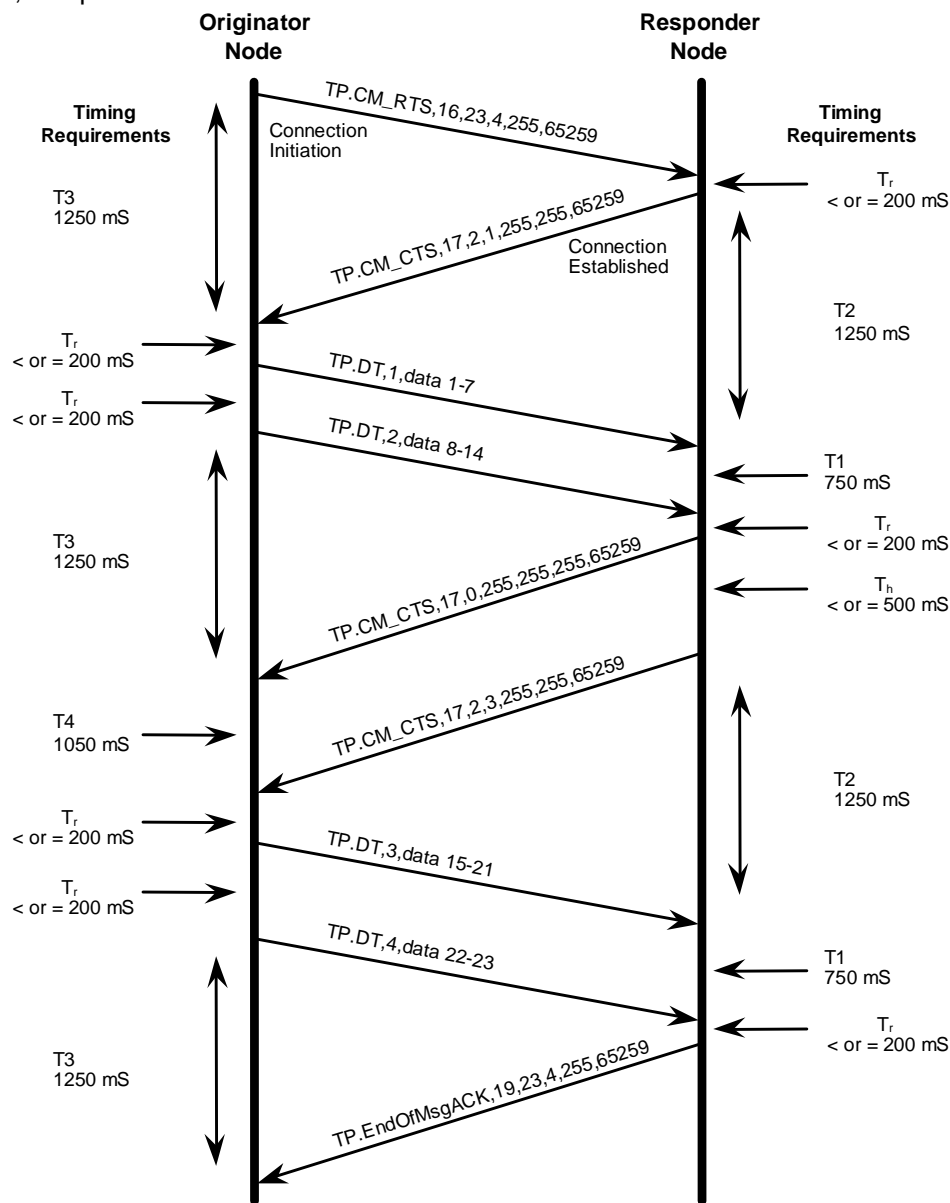 Originator
Node
Responder
Node
Timing
Requirements
Timing
Requirements
TP.CM_RTS,16,23,4,255,65259
Connection
Initiation
Tr
< or = 200 mS
T3
1250 mS
TP.CM_CTS,17,2,1,255,255,65259
Connection
Established
T2
1250 mS
Tr
< or = 200 mS
TP.DT,1,data 1-7
Tr
< or = 200 mS
TP.DT,2,data 8-14
T1
750 mS
Tr
< or = 200 mS
T3
1250 mS
TP.CM_CTS,17,0,255,255,255,65259
Th
< or = 500 mS
TP.CM_CTS,17,2,3,255,255,65259
T4
1050 mS
T2
1250 mS
Tr
< or = 200 mS
TP.DT,3,data 15-21
Tr
< or = 200 mS
TP.DT,4,data 22-23
T1
750 mS
Tr
< or = 200 mS
T3
1250 mS
TP.EndOfMsgACK,19,23,4,255,65259